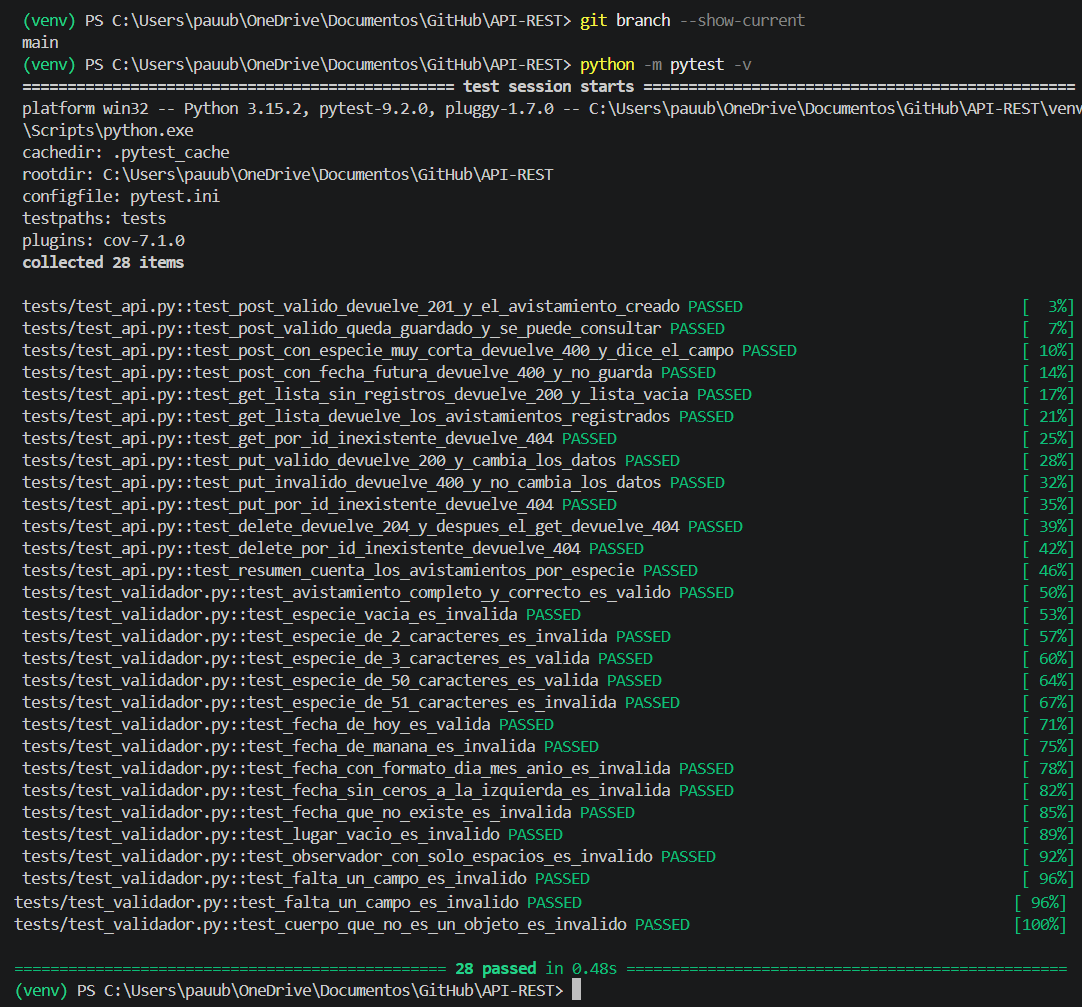 (venv) PS C:\Users\pauub\OneDrive\Documentos\GitHub\API-REST> git branch --show-current
main
(venv) PS C:\Users\pauub\OneDrive\Documentos\GitHub\API-REST> python -m pytest -v
================================================ test session starts ================================================
platform win32 -- Python 3.15.2, pytest-9.2.0, pluggy-1.7.0 -- C:\Users\pauub\OneDrive\Documentos\GitHub\API-REST\venv
\Scripts\python.exe
cachedir: .pytest_cache
rootdir: C:\Users\pauub\OneDrive\Documentos\GitHub\API-REST
configfile: pytest.ini
testpaths: tests
plugins: cov-7.1.0
collected 28 items
tests/test_api.py::test_post_valido_devuelve_201_y_el_avistamiento_creado PASSED [  3%]
tests/test_api.py::test_post_valido_queda_guardado_y_se_puede_consultar PASSED [  7%]
tests/test_api.py::test_post_con_especie_muy_corta_devuelve_400_y_dice_el_campo PASSED [ 10%]
tests/test_api.py::test_post_con_fecha_futura_devuelve_400_y_no_guarda PASSED [ 14%]
tests/test_api.py::test_get_lista_sin_registros_devuelve_200_y_lista_vacia PASSED [ 17%]
tests/test_api.py::test_get_lista_devuelve_los_avistamientos_registrados PASSED [ 21%]
tests/test_api.py::test_get_por_id_inexistente_devuelve_404 PASSED [ 25%]
tests/test_api.py::test_put_valido_devuelve_200_y_cambia_los_datos PASSED [ 28%]
tests/test_api.py::test_put_invalido_devuelve_400_y_no_cambia_los_datos PASSED [ 32%]
tests/test_api.py::test_put_por_id_inexistente_devuelve_404 PASSED [ 35%]
tests/test_api.py::test_delete_devuelve_204_y_despues_el_get_devuelve_404 PASSED [ 39%]
tests/test_api.py::test_delete_por_id_inexistente_devuelve_404 PASSED [ 42%]
tests/test_api.py::test_resumen_cuenta_los_avistamientos_por_especie PASSED [ 46%]
tests/test_validador.py::test_avistamiento_completo_y_correcto_es_valido PASSED [ 50%]
tests/test_validador.py::test_especie_vacia_es_invalida PASSED [ 53%]
tests/test_validador.py::test_especie_de_2_caracteres_es_invalida PASSED [ 57%]
tests/test_validador.py::test_especie_de_3_caracteres_es_valida PASSED [ 60%]
tests/test_validador.py::test_especie_de_50_caracteres_es_valida PASSED [ 64%]
tests/test_validador.py::test_especie_de_51_caracteres_es_invalida PASSED [ 67%]
tests/test_validador.py::test_fecha_de_hoy_es_valida PASSED [ 71%]
tests/test_validador.py::test_fecha_de_manana_es_invalida PASSED [ 75%]
tests/test_validador.py::test_fecha_con_formato_dia_mes_anio_es_invalida PASSED [ 78%]
tests/test_validador.py::test_fecha_sin_ceros_a_la_izquierda_es_invalida PASSED [ 82%]
tests/test_validador.py::test_fecha_que_no_existe_es_invalida PASSED [ 85%]
tests/test_validador.py::test_lugar_vacio_es_invalido PASSED [ 89%]
tests/test_validador.py::test_observador_con_solo_espacios_es_invalido PASSED [ 92%]
tests/test_validador.py::test_falta_un_campo_es_invalido PASSED [ 96%]
tests/test_validador.py::test_falta_un_campo_es_invalido PASSED [ 96%]
tests/test_validador.py::test_cuerpo_que_no_es_un_objeto_es_invalido PASSED [100%]
================================================ 28 passed in 0.48s =================================================
(venv) PS C:\Users\pauub\OneDrive\Documentos\GitHub\API-REST>